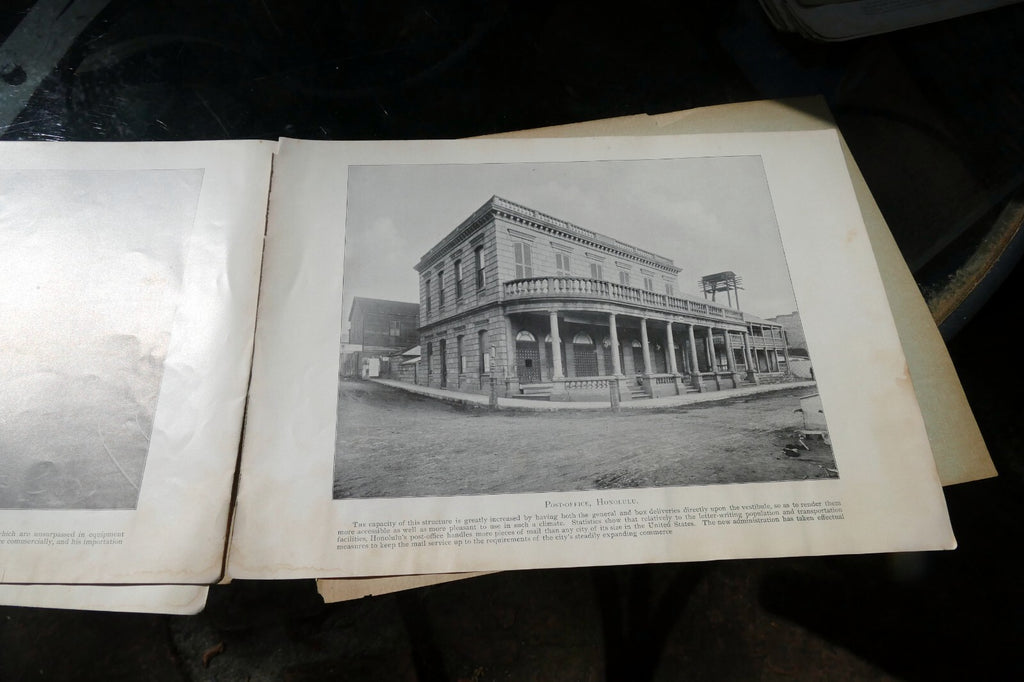 which are unsurpassed in equipment
commercially, and his importation
Post-office, Honolulu.
The capacity of this structure is greatly increased by having both the general and box deliveries directly upon the vestibule, so as to render them
more accessible as well as more pleasant to use in such a climate. Statistics show that relatively to the letter-writing population and transportation
facilities, Honolulu's post-office handles more pieces of mail than any city of its size in the United States. The new administration has taken effectual
measures to keep the mail service up to the requirements of the city's steadily expanding commerce